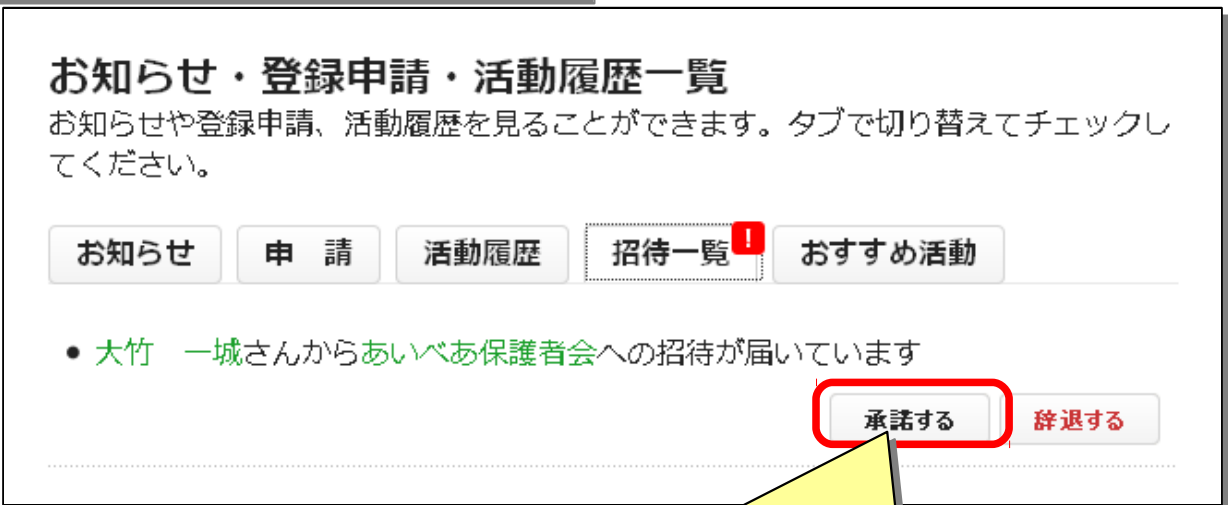 お知らせ・登録申請・活動履歴一覧
お知らせや登録申請、活動履歴を見ることができます。タブで切り替えてチェックし
てください。
お知らせ 申　請 活動履歴 招待一覧 ! おすすめ活動
● 大竹　一城さんからあいべあ保護者会への招待が届いています
承諾する 辞退する